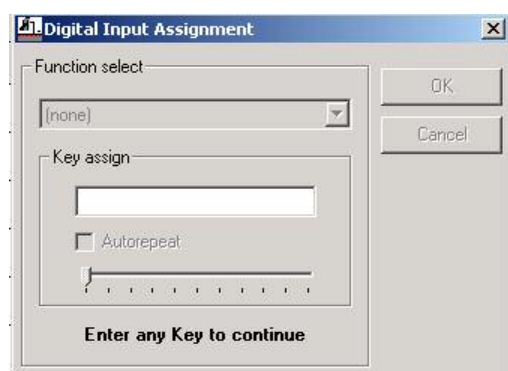 Digital Input Assignment
Function select
(none)
OK
Cancel
Key assign
Autorepeat
Enter any Key to continue